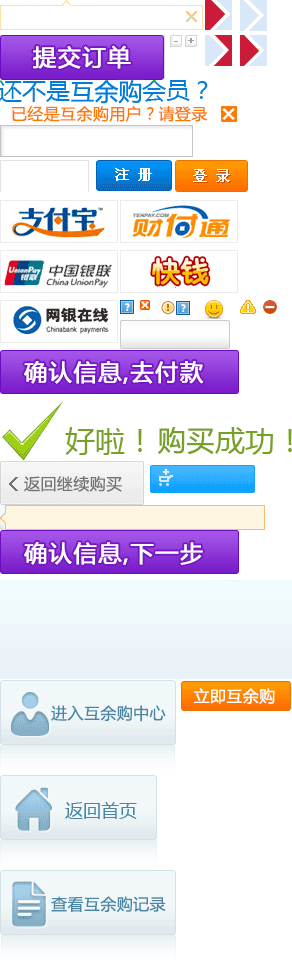 提交订单
还不是互余购会员？
已经是互余购用户？请登录
注 册
登 录
支付宝
TENPAY.COM
财付通
UnionPay
银联
中国银联
China UnionPay
快钱
网银在线
Chinabank payments
确认信息,去付款
好啦！购买成功！
返回继续购买
确认信息,下一步
立即互余购
进入互余购中心
返回首页
查看互余购记录